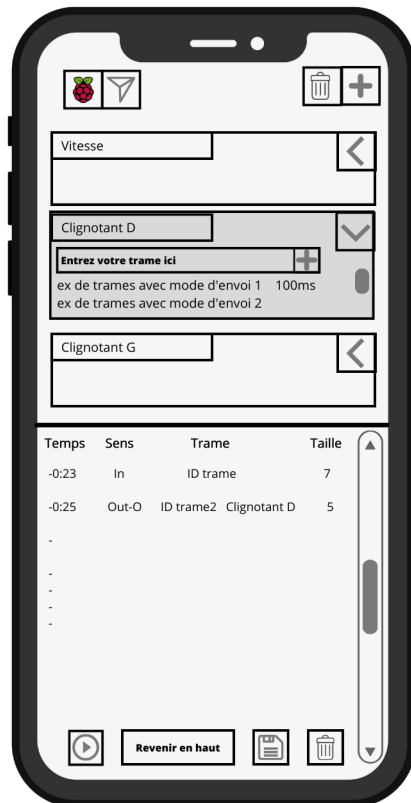 Vitesse
Clignotant D
Entrez votre trame ici
ex de trames avec mode d'envoi 1 100ms
ex de trames avec mode d'envoi 2
Clignotant G
Temps Sens Trame Taille
-0:23 In ID trame 7
-0:25 Out-O ID trame2 Clignotant D 5
-
-
-
-
-
Revenir en haut